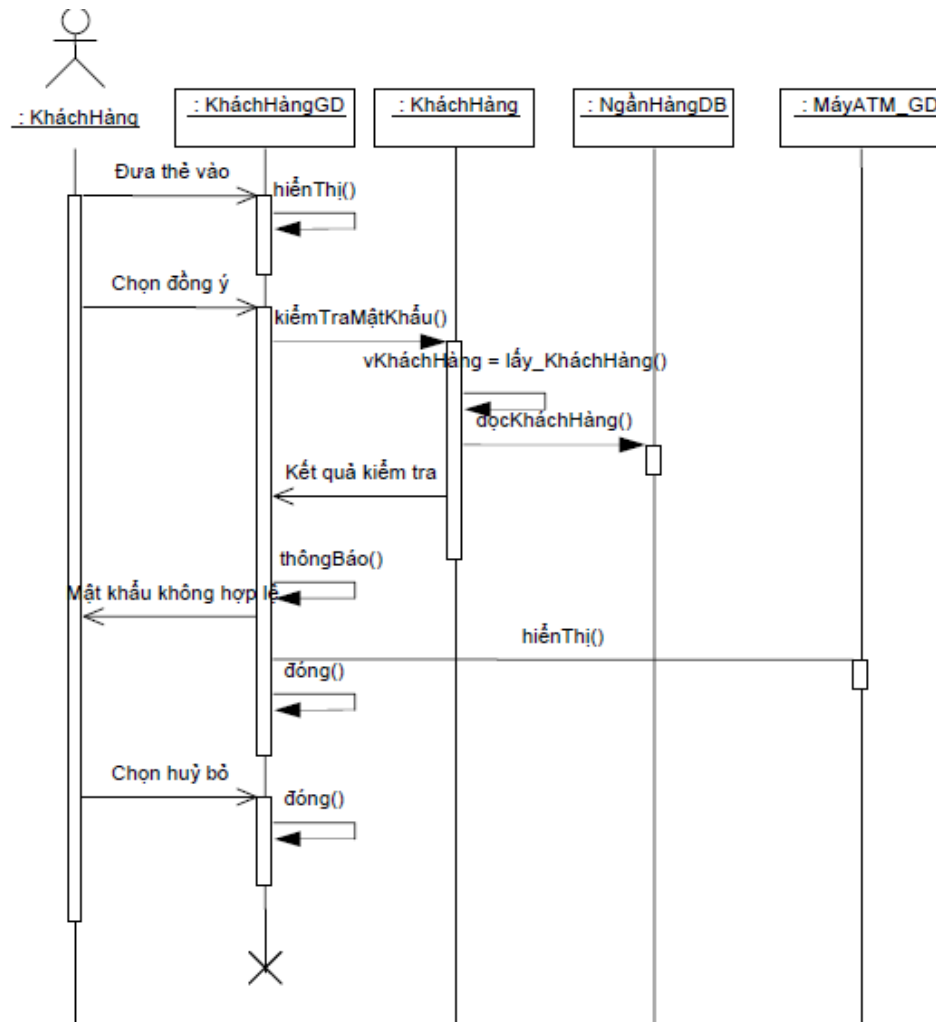 : KháchHàng
: KháchHàngGD
: KháchHàng
: NgầnHàngDB
: MáyATM_GD
Đưa thẻ vào
hiểnThị()
Chọn đồng ý
kiểmTraMậtKhẩu()
vKháchHàng = lấy_KháchHàng()
đọcKháchHàng()
Kết quả kiểm tra
thôngBáo()
Mật khẩu không hợp lệ
hiểnThị()
đóng()
Chọn huỷ bỏ
đóng()